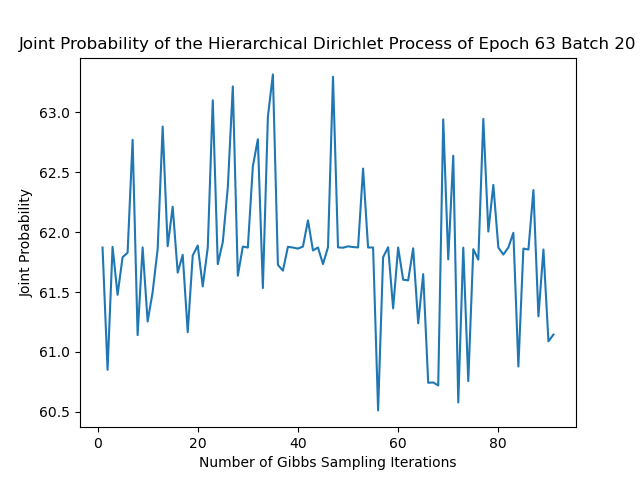 Joint Probability of the Hierarchical Dirichlet Process of Epoch 63 Batch 20
63.0
62.5
62.0
61.5
61.0
60.5
Joint Probability
0 20 40 60 80
Number of Gibbs Sampling Iterations